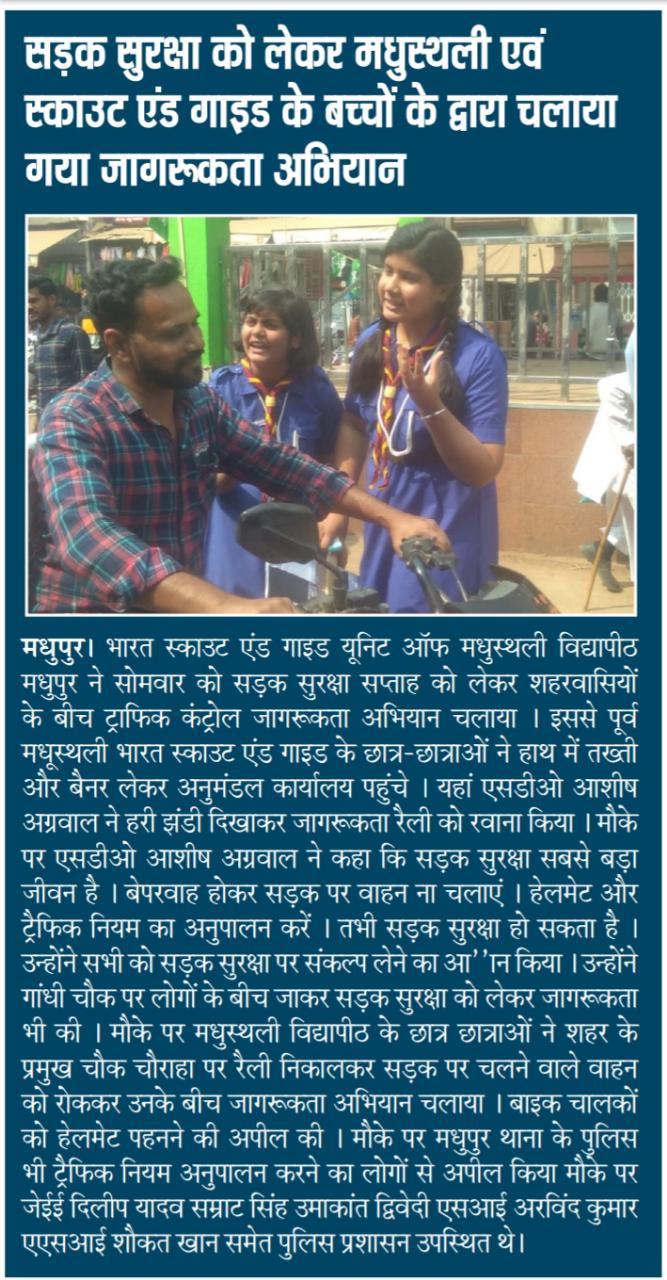 सड़क सुरक्षा को लेकर मधुस्थली एवं
स्काउट एंड गाइड के बच्चों के द्वारा चलाया
गया जागरूकता अभियान
मधुपुर। भारत स्काउट एंड गाइड यूनिट ऑफ मधुस्थली विद्यापीठ
मधुपुर ने सोमवार को सड़क सुरक्षा सप्ताह को लेकर शहरवासियों
के बीच ट्राफिक कंट्रोल जागरूकता अभियान चलाया । इससे पूर्व
मधूस्थली भारत स्काउट एंड गाइड के छात्र-छात्राओं ने हाथ में तख्ती
और बैनर लेकर अनुमंडल कार्यालय पहुंचे । यहां एसडीओ आशीष
अग्रवाल ने हरी झंडी दिखाकर जागरूकता रैली को रवाना किया । मौके
पर एसडीओ आशीष अग्रवाल ने कहा कि सड़क सुरक्षा सबसे बड़ा
जीवन है । बेपरवाह होकर सड़क पर वाहन ना चलाएं । हेलमेट और
ट्रैफिक नियम का अनुपालन करें । तभी सड़क सुरक्षा हो सकता है ।
उन्होंने सभी को सड़क सुरक्षा पर संकल्प लेने का आ’’ान किया । उन्होंने
गांधी चौक पर लोगों के बीच जाकर सड़क सुरक्षा को लेकर जागरूकता
भी की । मौके पर मधुस्थली विद्यापीठ के छात्र छात्राओं ने शहर के
प्रमुख चौक चौराहा पर रैली निकालकर सड़क पर चलने वाले वाहन
को रोककर उनके बीच जागरूकता अभियान चलाया । बाइक चालकों
को हेलमेट पहनने की अपील की । मौके पर मधुपुर थाना के पुलिस
भी ट्रैफिक नियम अनुपालन करने का लोगों से अपील किया मौके पर
जेईई दिलीप यादव सम्राट सिंह उमाकांत द्विवेदी एसआई अरविंद कुमार
एएसआई शौकत खान समेत पुलिस प्रशासन उपस्थित थे।